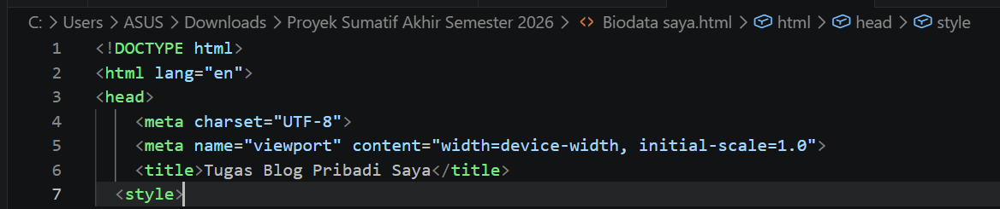 C: > Users > ASUS > Downloads > Proyek Sumatif Akhir Semester 2026 > <> Biodata saya.html > html > head > style
1 <!DOCTYPE html>
2 <html lang="en">
3 <head>
4 <meta charset="UTF-8">
5 <meta name="viewport" content="width=device-width, initial-scale=1.0">
6 <title>Tugas Blog Pribadi Saya</title>
7 <style>